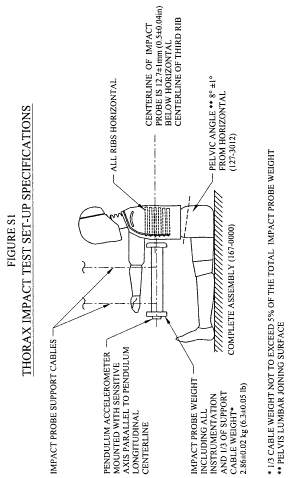 FIGURE S1
THORAX IMPACT TEST SET-UP SPECIFICATIONS
IMPACT PROBE SUPPORT CABLES
PENDULUM ACCELEROMETER
MOUNTED WITH SENSITIVE
AXIS PARALLEL TO PENDULUM
LONGITUDINAL
CENTERLINE
IMPACT PROBE WEIGHT
INCLUDING ALL
INSTRUMENTATION
AND 1/3 OF SUPPORT
CABLE WEIGHT*
2.86±0.02 kg (6.3±0.05 lb)
ALL RIBS HORIZONTAL
CENTERLINE OF IMPACT
PROBE IS 12.7±1mm (0.5±0.04in)
BELOW HORIZONTAL
CENTERLINE OF THIRD RIB
PELVIC ANGLE ** 8° ±1°
FROM HORIZONTAL
(127-3012)
COMPLETE ASSEMBLY (167-0000)
* 1/3 CABLE WEIGHT NOT TO EXCEED 5% OF THE TOTAL IMPACT PROBE WEIGHT
** PELVIS LUMBAR JOINING SURFACE